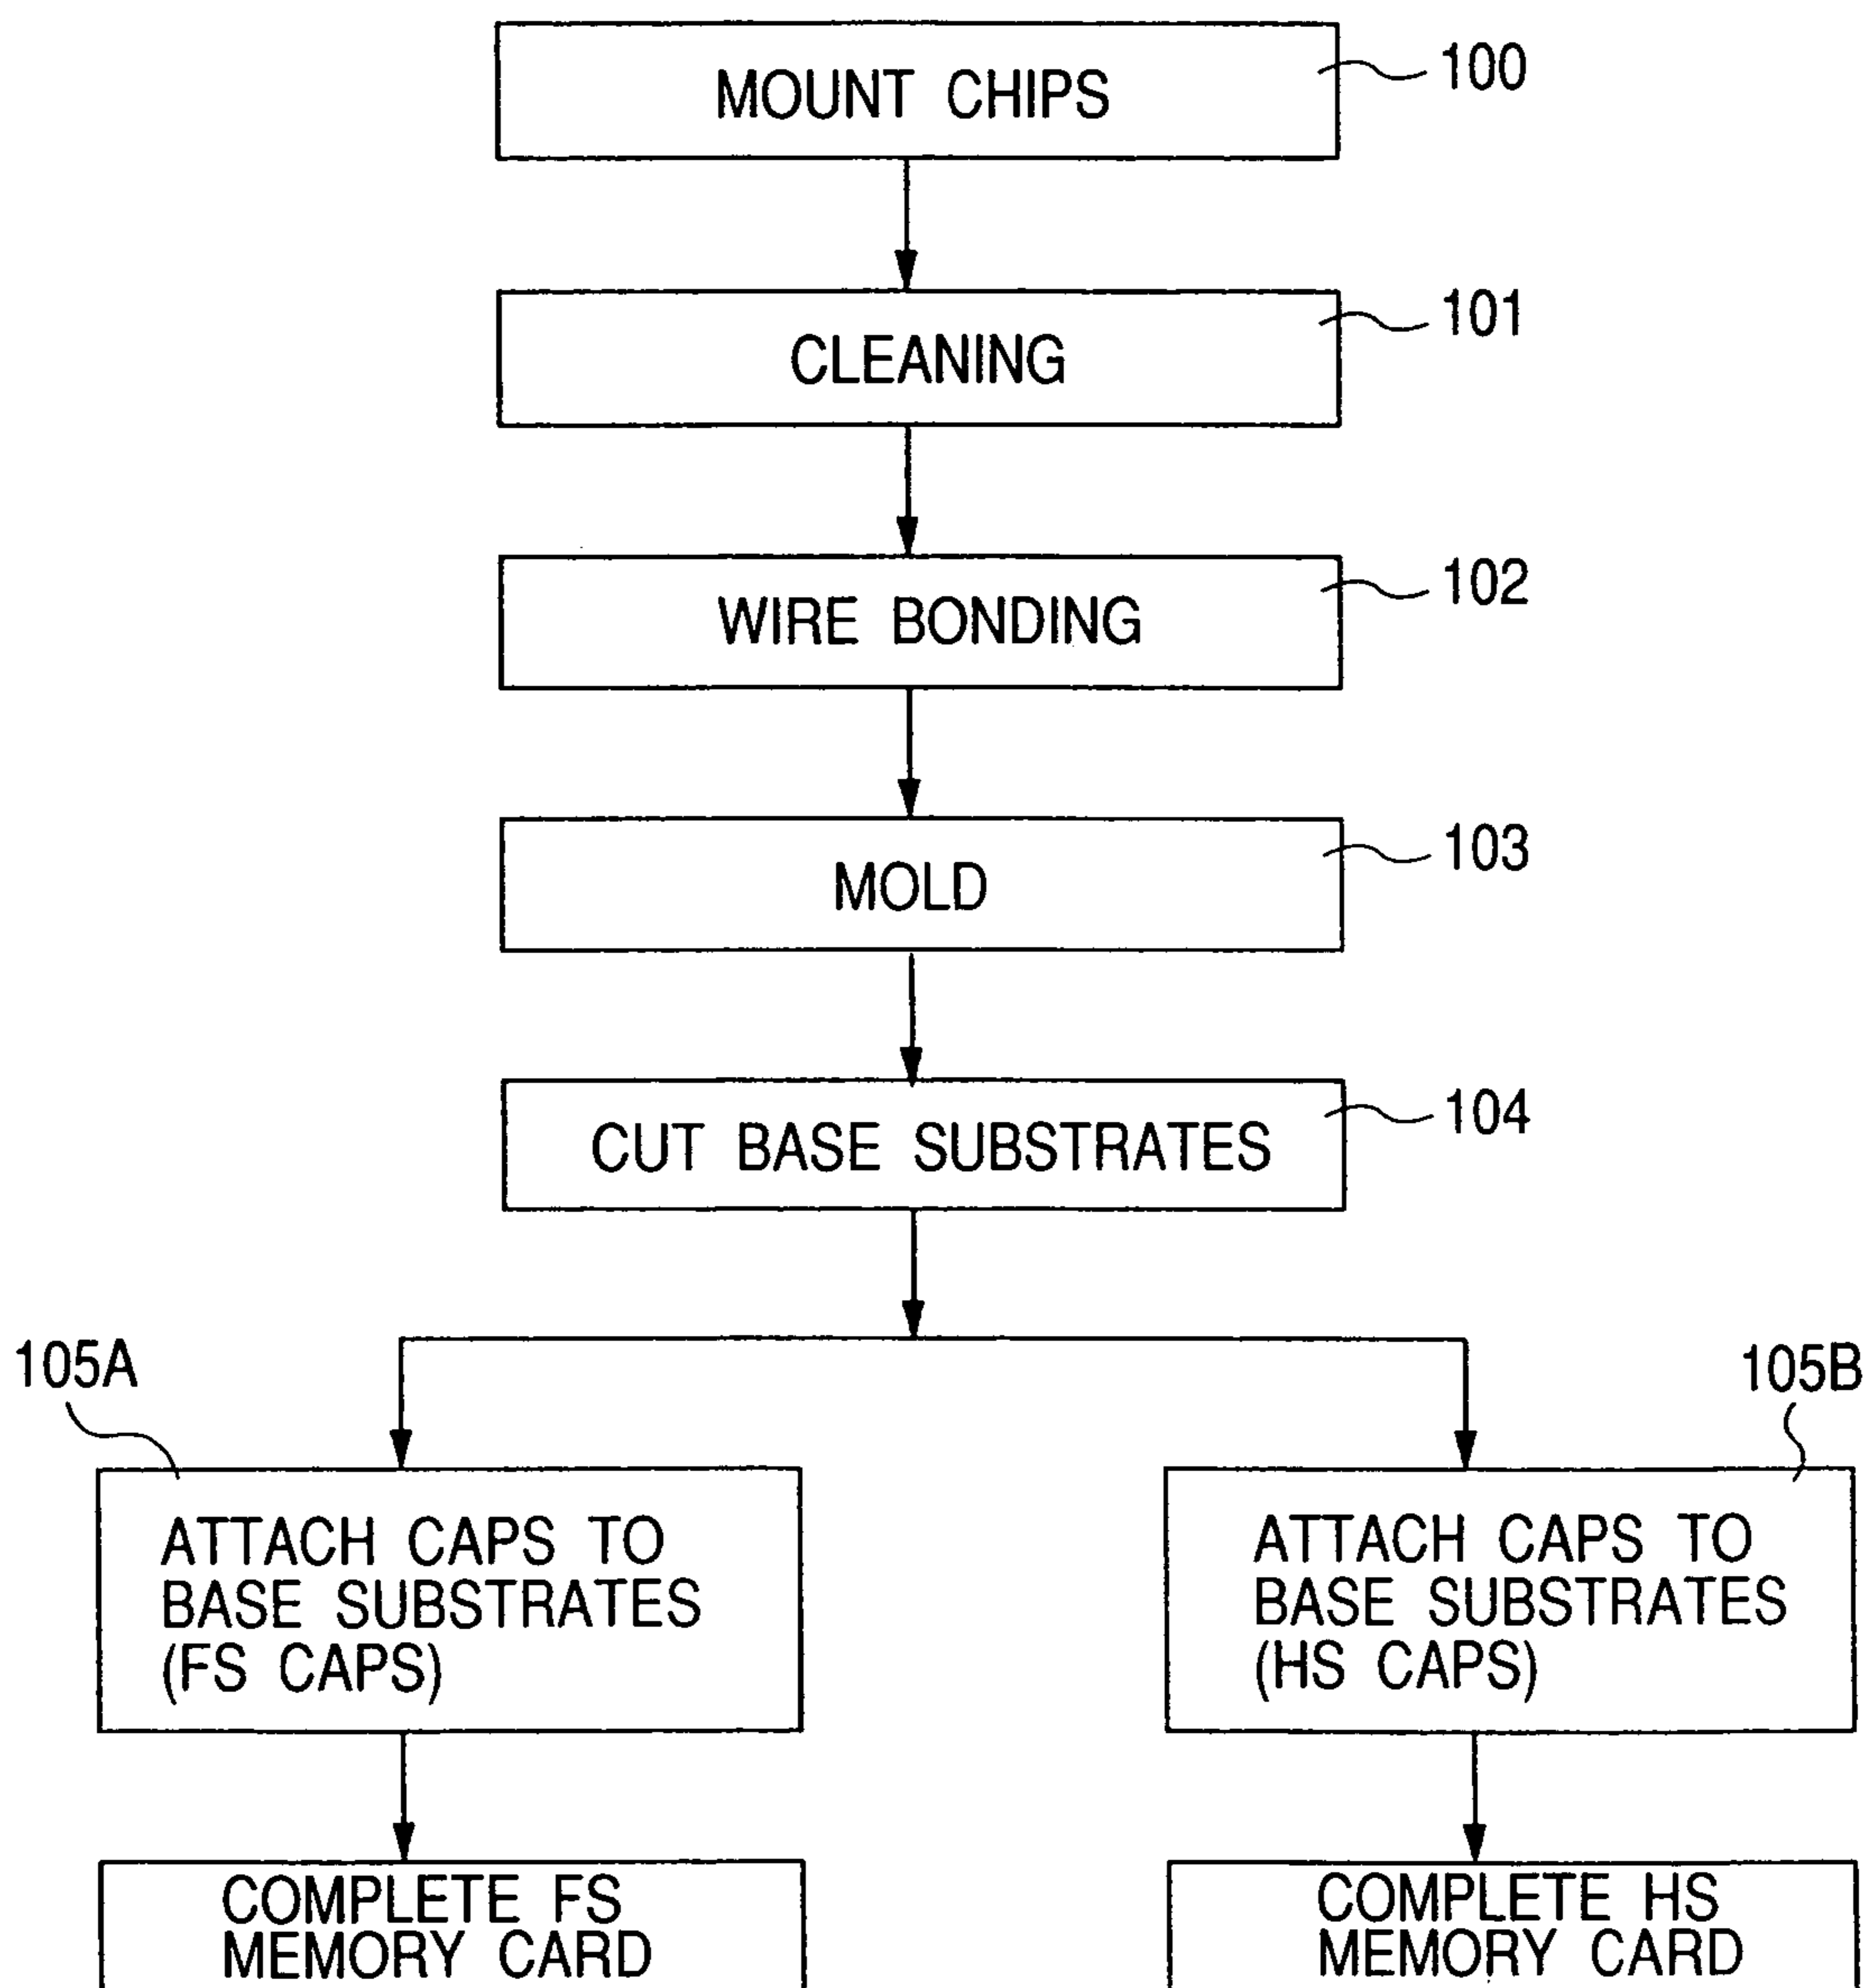 MOUNT CHIPS
100
CLEANING
101
WIRE BONDING
102
MOLD
103
CUT BASE SUBSTRATES
104
105A
105B
ATTACH CAPS TO
BASE SUBSTRATES
(FS CAPS)
ATTACH CAPS TO
BASE SUBSTRATES
(HS CAPS)
COMPLETE FS
MEMORY CARD
COMPLETE HS
MEMORY CARD